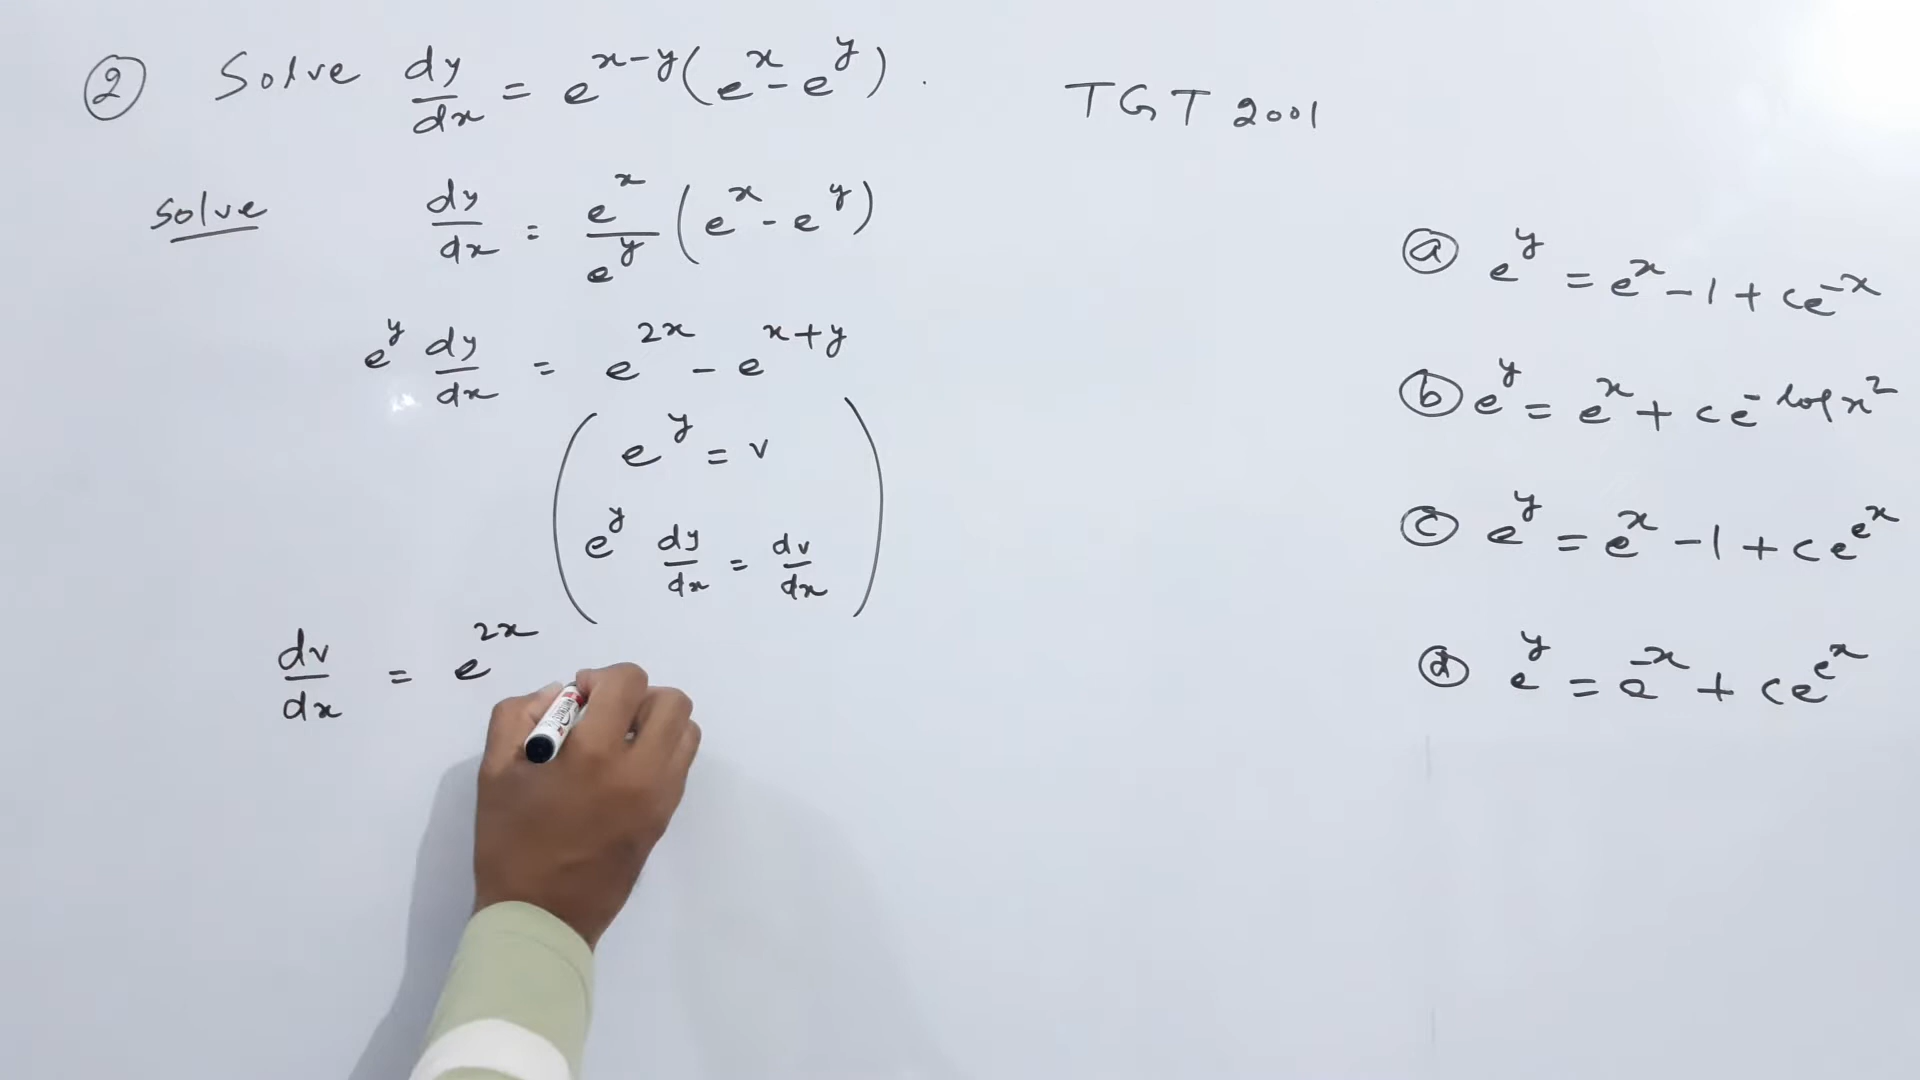 ② Solve dy/dx = e^{x-y}(e^x - e^y).
TGT 2001
Solve dy/dx = e^x/e^y (e^x - e^y)
e^y dy/dx = e^{2x} - e^{x+y}
(e^y = v
e^y dy/dx = dv/dx)
dv/dx = e^{2x}
ⓐ e^y = e^x - 1 + ce^{-x}
ⓑ e^y = e^x + ce^{-log x^2}
ⓒ e^y = e^x - 1 + ce^{e^x}
ⓓ e^y = e^{-x} + ce^{e^x}